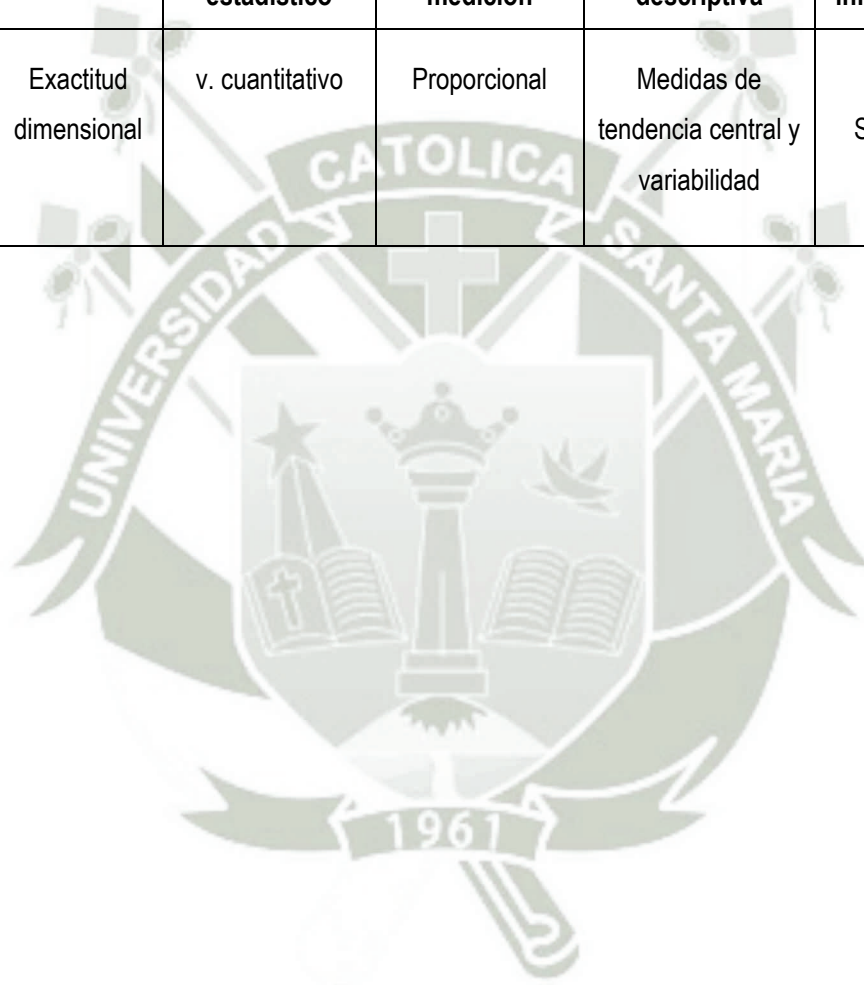 estadístico medición descriptiva
Exactitud v. cuantitativo Proporcional Medidas de
dimensional tendencia central y
variabilidad
UNIVERSIDAD CATOLICA SANTA MARIA
1961